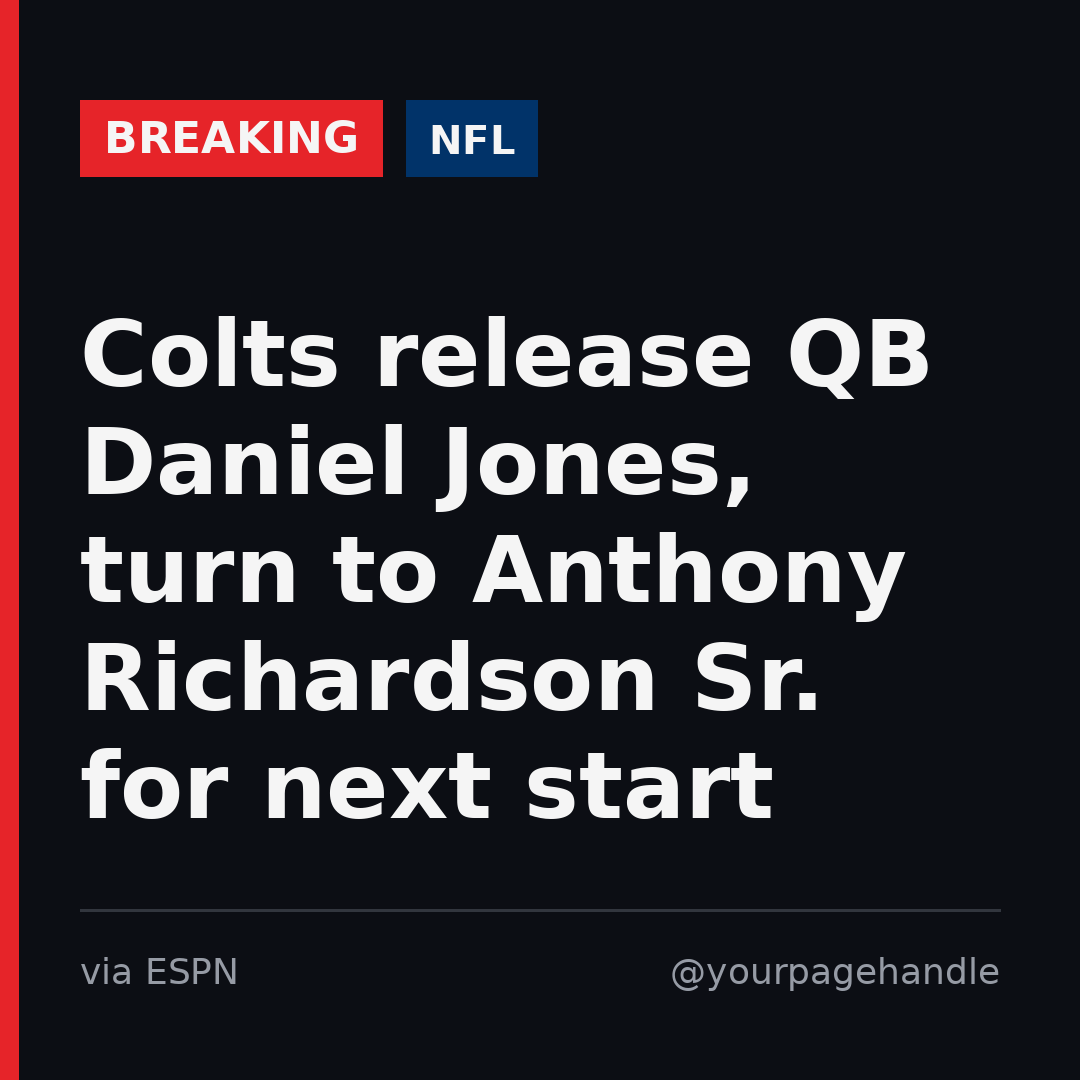 BREAKING
NFL
Colts release QB
Daniel Jones,
turn to Anthony
Richardson Sr.
for next start
via ESPN
@yourpagehandle